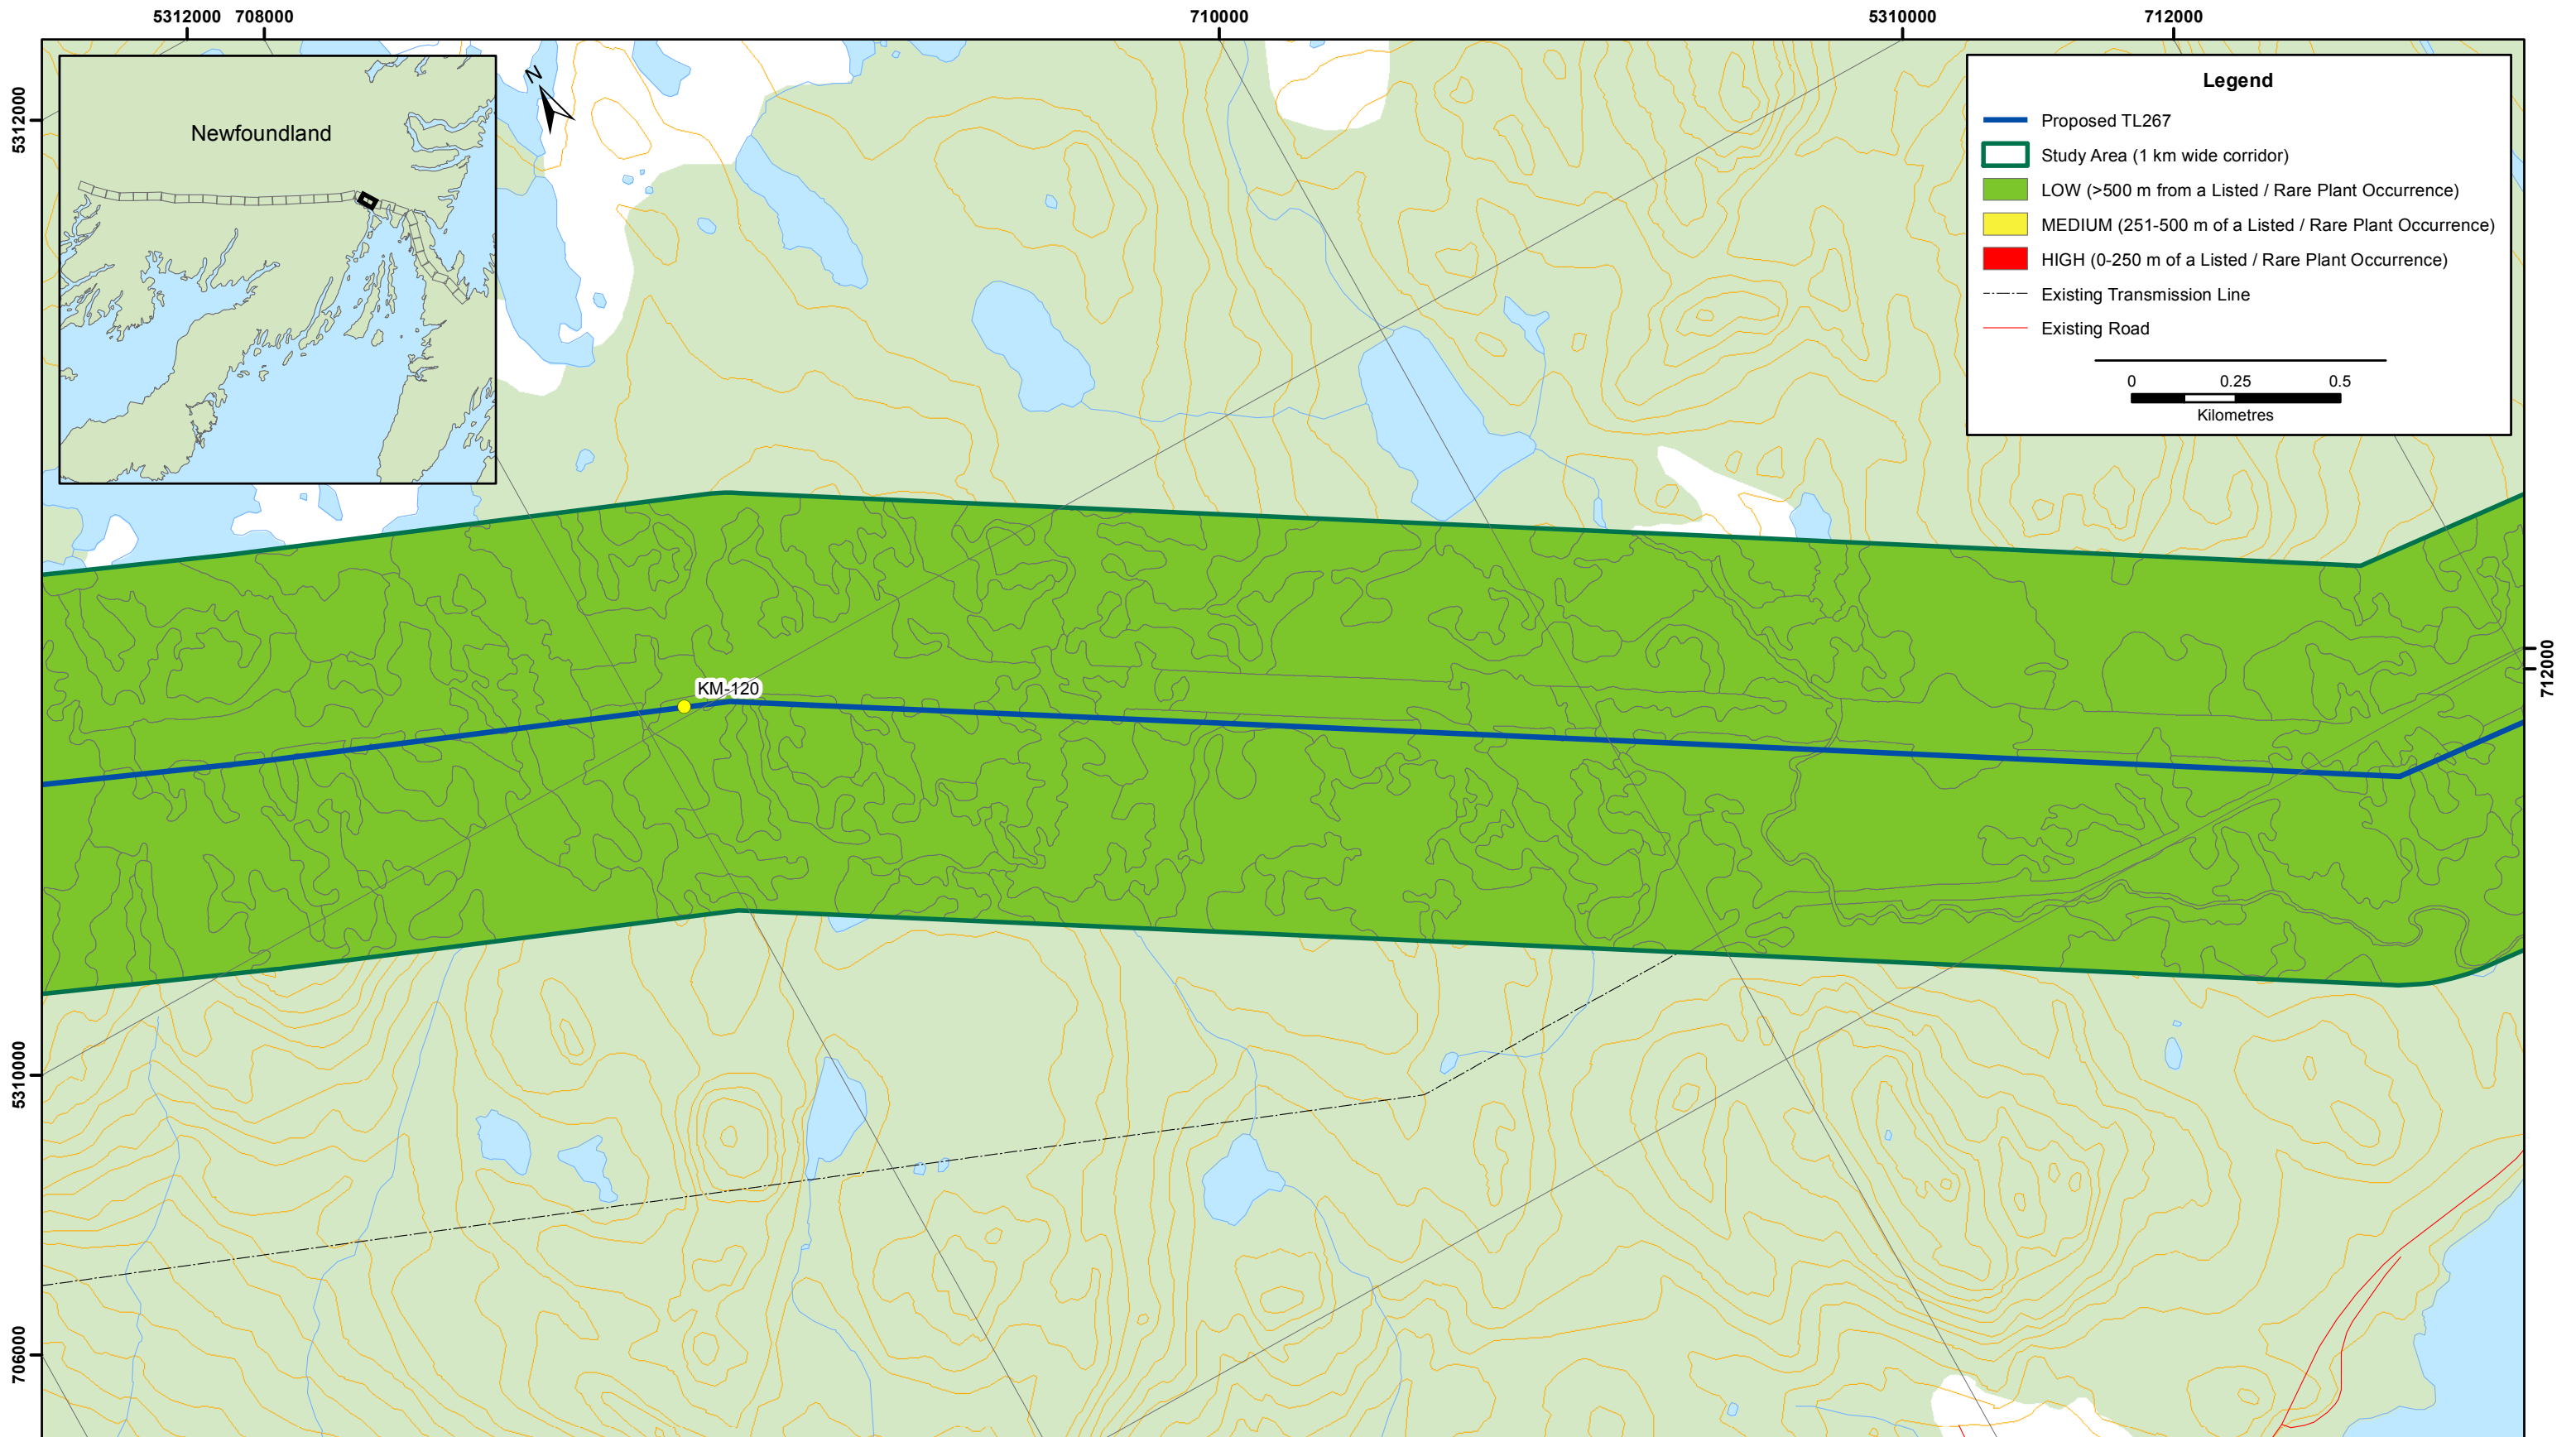 5312000 708000 710000 5310000 712000
5312000
N
Newfoundland
Legend
Proposed TL267
Study Area (1 km wide corridor)
LOW (>500 m from a Listed / Rare Plant Occurrence)
MEDIUM (251-500 m of a Listed / Rare Plant Occurrence)
HIGH (0-250 m of a Listed / Rare Plant Occurrence)
Existing Transmission Line
Existing Road
0 0.25 0.5
Kilometres
KM-120
712000
5310000
706000